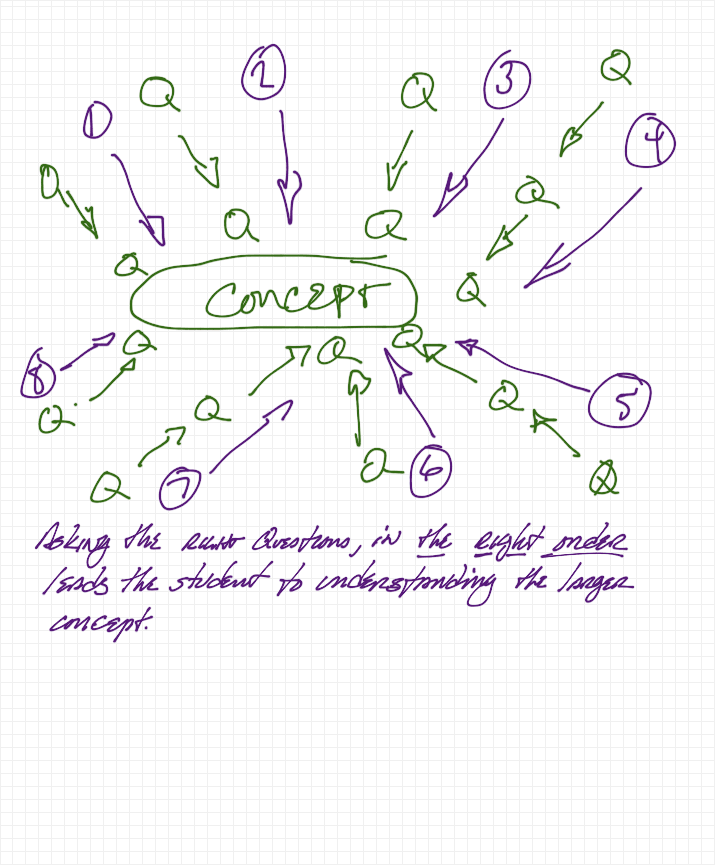 Q 2 Q 3 Q
1 4
Q Q
Q Q
Q Q
Concept
Q Q Q
8
Q Q Q 5
Q 7 Q 6 Q
Asking the right Questions, in the right order
leads the student to understanding the larger
concept.